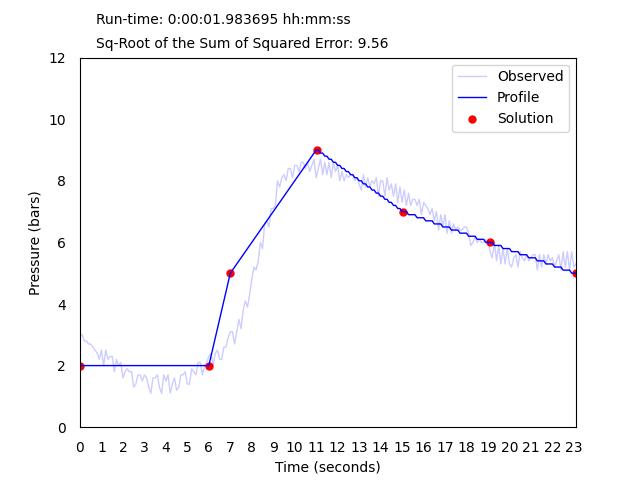 Run-time: 0:00:01.983695 hh:mm:ss
Sq-Root of the Sum of Squared Error: 9.56
Observed
Profile
Solution
12
10
8
6
4
2
0
Pressure (bars)
0 1 2 3 4 5 6 7 8 9 10 11 12 13 14 15 16 17 18 19 20 21 22 23
Time (seconds)